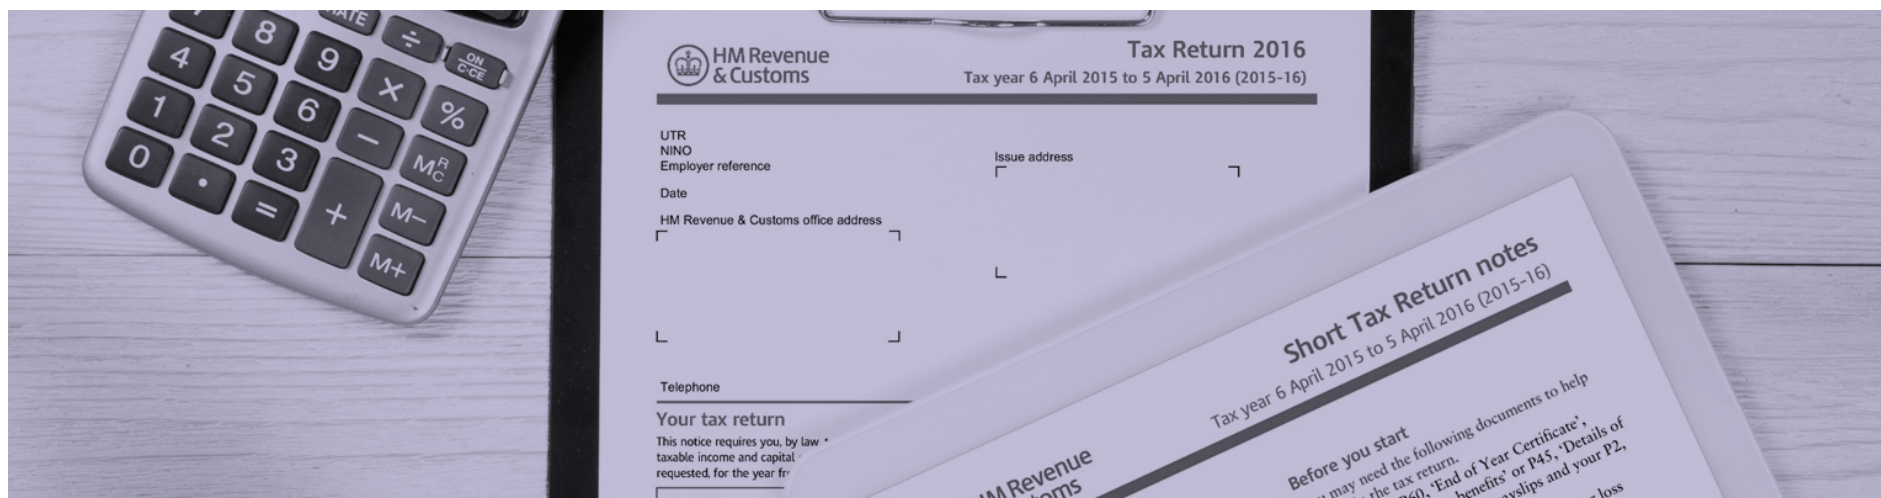 RATE
8
÷
ON
C·CE
4
9
5
×
1
6
%
2
−
0
3
M R C
·
+
M−
=
M+
HM Revenue
& Customs
Tax Return 2016
Tax year 6 April 2015 to 5 April 2016 (2015-16)
UTR
NINO
Employer reference
Issue address
Date
HM Revenue & Customs office address
Telephone
Your tax return
This notice requires you, by law
taxable income and capital
requested, for the year
Short Tax Return notes
Tax year 6 April 2015 to 5 April 2016 (2015-16)
Revenue
Before you start
may need the following documents to help
the tax return.
'End of Year Certificate',
benefits' or P45, 'Details of
and your P2,
loss